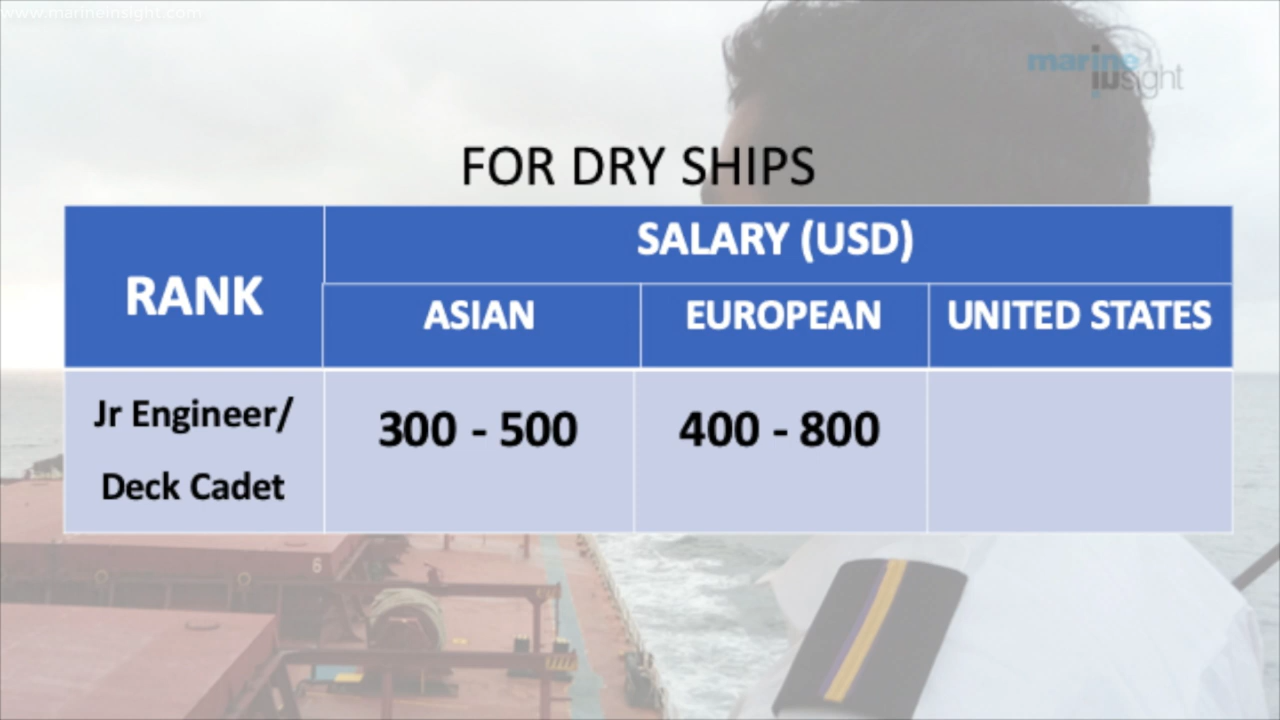 www.marineinsight.com
marine
insight
FOR DRY SHIPS
RANK
SALARY (USD)
ASIAN
EUROPEAN
UNITED STATES
Jr Engineer/
Deck Cadet
300 - 500
400 - 800
6